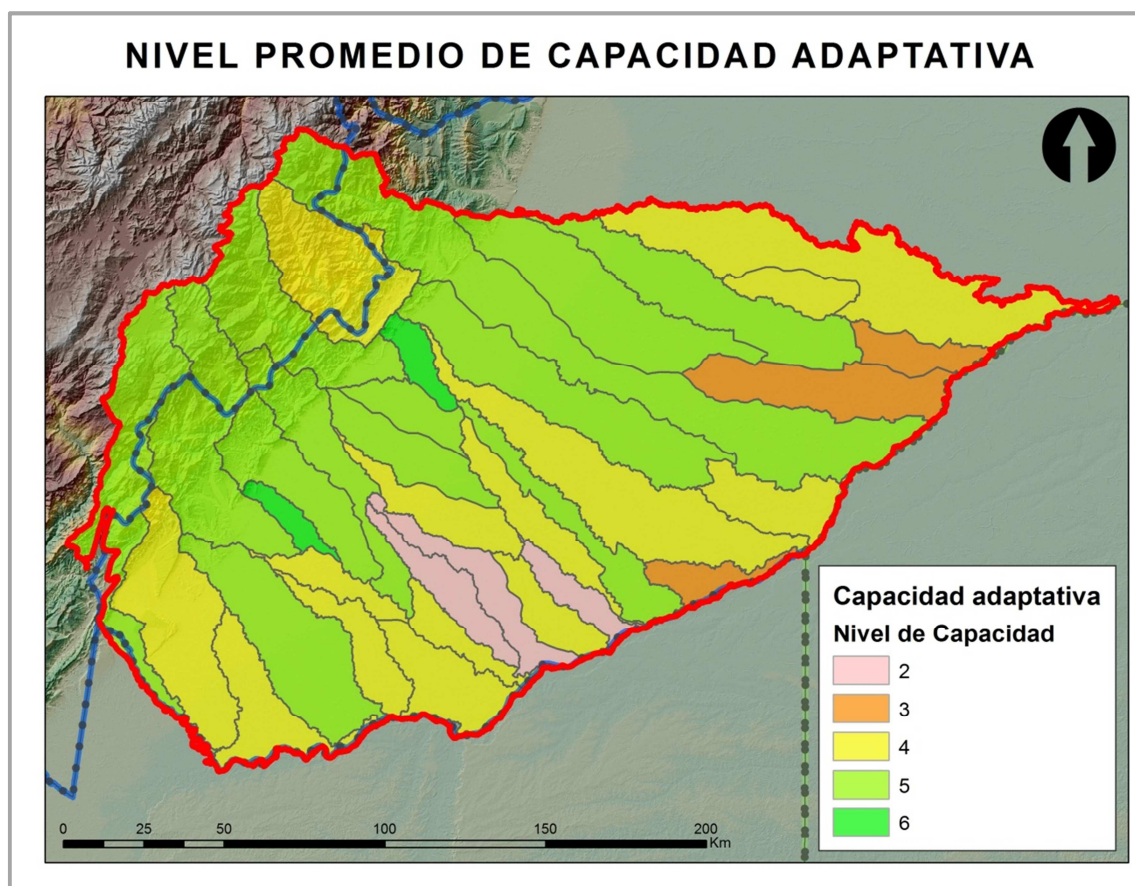 NIVEL PROMEDIO DE CAPACIDAD ADAPTATIVA
Capacidad adaptativa
Nivel de Capacidad
2
3
4
5
6
0 25 50 100 150 200
Km